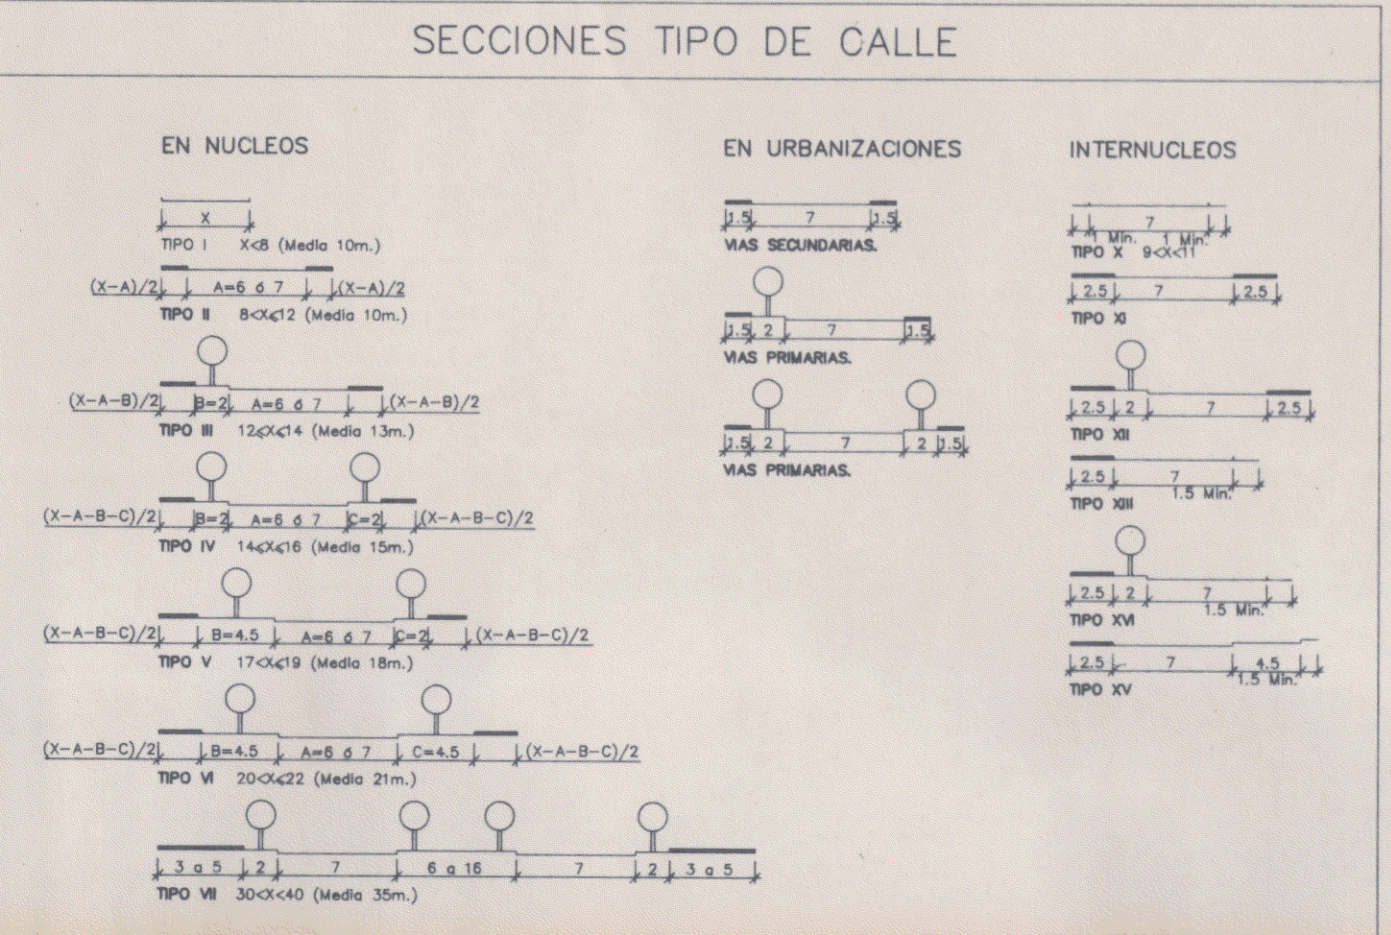 SECCIONES TIPO DE CALLE
EN NUCLEOS
X
TIPO I X<8 (Media 10m.)
(X-A)/2 A=6 ó 7 (X-A)/2
TIPO II 8<X⩽12 (Media 10m.)
(X-A-B)/2 B=2 A=6 ó 7 (X-A-B)/2
TIPO III 12⩽X⩽14 (Media 13m.)
(X-A-B-C)/2 B=2 A=6 ó 7 C=2 (X-A-B-C)/2
TIPO IV 14⩽X⩽16 (Media 15m.)
(X-A-B-C)/2 B=4.5 A=6 ó 7 C=2 (X-A-B-C)/2
TIPO V 17<X⩽19 (Media 18m.)
(X-A-B-C)/2 B=4.5 A=6 ó 7 C=4.5 (X-A-B-C)/2
TIPO VI 20<X⩽22 (Media 21m.)
3 a 5 2 7 6 a 16 7 2 3 a 5
TIPO VII 30<X<40 (Media 35m.)
EN URBANIZACIONES
1.5 7 1.5
VIAS SECUNDARIAS.
1.5 2 7 1.5
VIAS PRIMARIAS.
1.5 2 7 2 1.5
VIAS PRIMARIAS.
INTERNUCLEOS
7
1 Min. 1 Min.
TIPO X 9<X<11
2.5 7 2.5
TIPO XI
2.5 2 7 2.5
TIPO XII
2.5 7
1.5 Min.
TIPO XIII
2.5 2 7
1.5 Min.
TIPO XVI
2.5 7 4.5
1.5 Min.
TIPO XV